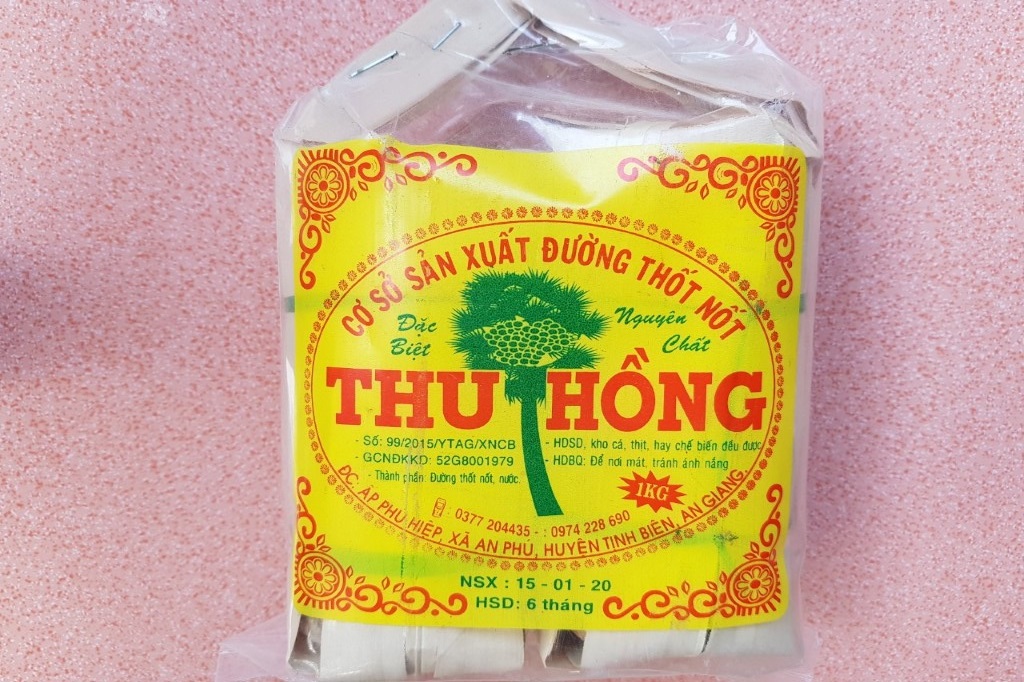 CƠ SỞ SẢN XUẤT ĐƯỜNG THỐT NỐT
Đặc Biệt
Nguyên Chất
THU HỒNG
- Số: 99/2015/YTAG/XNCB
- GCNĐKKD: 52G8001979
- Thành phần: Đường thốt nốt, nước.
- HDSD, kho cá, thịt, hay chế biến đều được
- HDBQ: Để nơi mát, tránh ánh nắng
1KG
: 0377 204435 - : 0974 228 690
ĐC: ẤP PHÚ HIỆP, XÃ AN PHÚ, HUYỆN TỊNH BIÊN, AN GIANG.
NSX : 15 - 01 - 20
HSD: 6 tháng